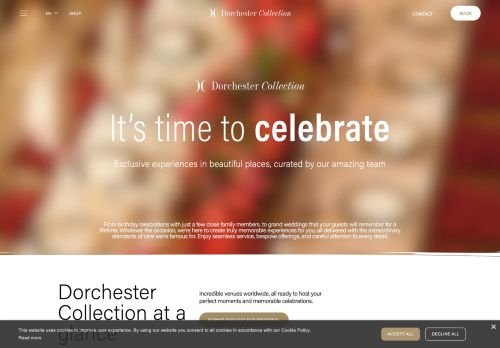 EN
SHOP
Dorchester Collection
CONTACT
BOOK
Dorchester Collection
It's time to celebrate
Exclusive experiences in beautiful places, curated by our amazing team
From birthday celebrations with just a few close family members, to grand weddings that your guests will remember for a
lifetime. Whatever the occasion, we're here to create truly memorable experiences for you, all delivered with the extraordinary
standards of care we're famous for. Enjoy seamless service, bespoke offerings, and careful attention to every detail.
Dorchester
Collection at a
glance
Incredible venues worldwide, all ready to host your
perfect moments and memorable celebrations.
SUBMIT REQUEST FOR PROPOSAL
This website uses cookies to improve user experience. By using our website you consent to all cookies in accordance with our Cookie Policy.
Read more
ACCEPT ALL
DECLINE ALL
×